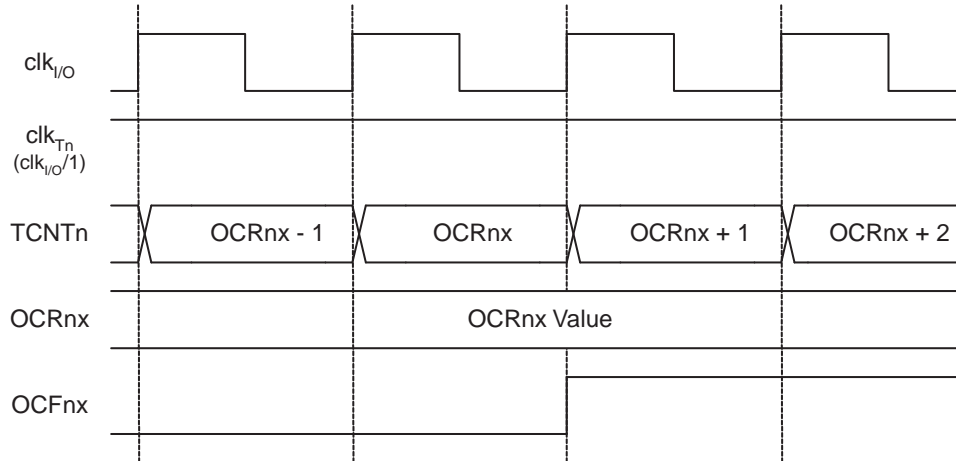 clkI/O
clkTn
(clkI/O/1)
TCNTn OCRnx - 1 OCRnx OCRnx + 1 OCRnx + 2
OCRnx OCRnx Value
OCFnx